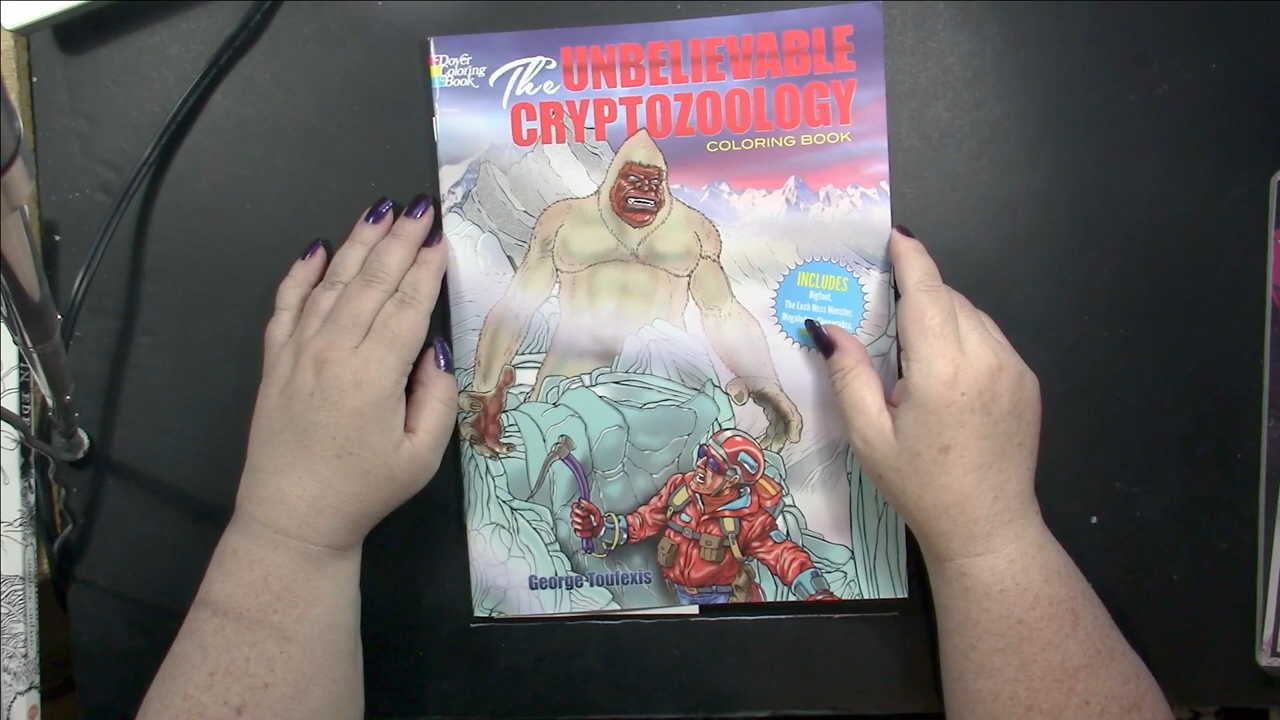 Dover
Coloring
Book
The UNBELIEVABLE
CRYPTOZOOLOGY
COLORING BOOK
INCLUDES
Bigfoot,
The Loch Ness Monster,
George Toufexis